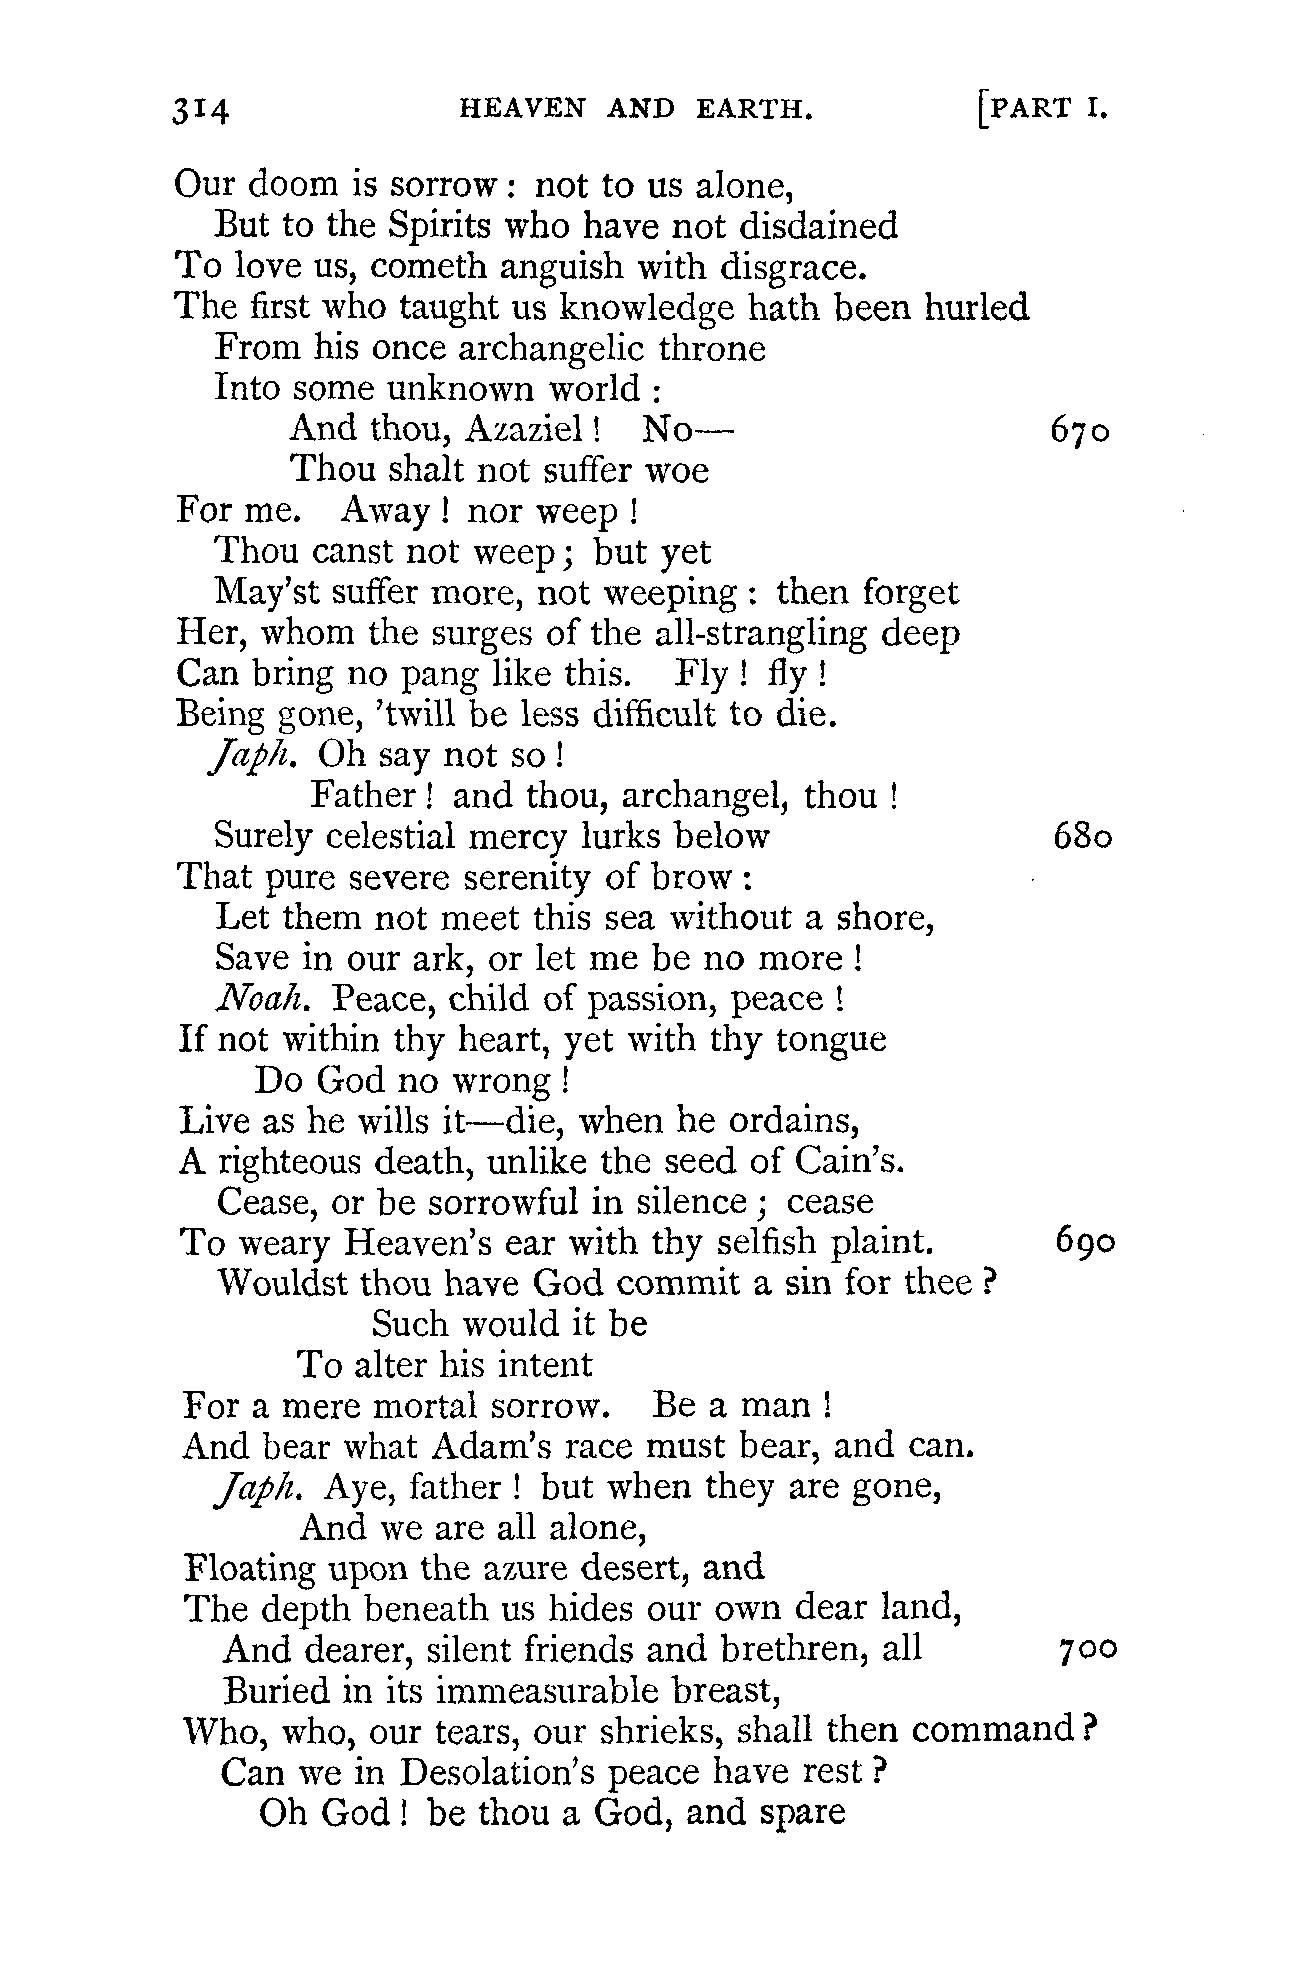 314 HEAVEN AND EARTH. [PART I.
Our doom is sorrow : not to us alone,
But to the Spirits who have not disdained
To love us, cometh anguish with disgrace.
The first who taught us knowledge hath been hurled
From his once archangelic throne
Into some unknown world :
And thou, Azaziel ! No— 670
Thou shalt not suffer woe
For me. Away ! nor weep !
Thou canst not weep ; but yet
May'st suffer more, not weeping : then forget
Her, whom the surges of the all-strangling deep
Can bring no pang like this. Fly ! fly !
Being gone, 'twill be less difficult to die.
Japh. Oh say not so !
Father ! and thou, archangel, thou !
Surely celestial mercy lurks below 680
That pure severe serenity of brow :
Let them not meet this sea without a shore,
Save in our ark, or let me be no more !
Noah. Peace, child of passion, peace !
If not within thy heart, yet with thy tongue
Do God no wrong !
Live as he wills it—die, when he ordains,
A righteous death, unlike the seed of Cain's.
Cease, or be sorrowful in silence ; cease
To weary Heaven's ear with thy selfish plaint. 690
Wouldst thou have God commit a sin for thee ?
Such would it be
To alter his intent
For a mere mortal sorrow. Be a man !
And bear what Adam's race must bear, and can.
Japh. Aye, father ! but when they are gone,
And we are all alone,
Floating upon the azure desert, and
The depth beneath us hides our own dear land,
And dearer, silent friends and brethren, all 700
Buried in its immeasurable breast,
Who, who, our tears, our shrieks, shall then command ?
Can we in Desolation's peace have rest ?
Oh God ! be thou a God, and spare